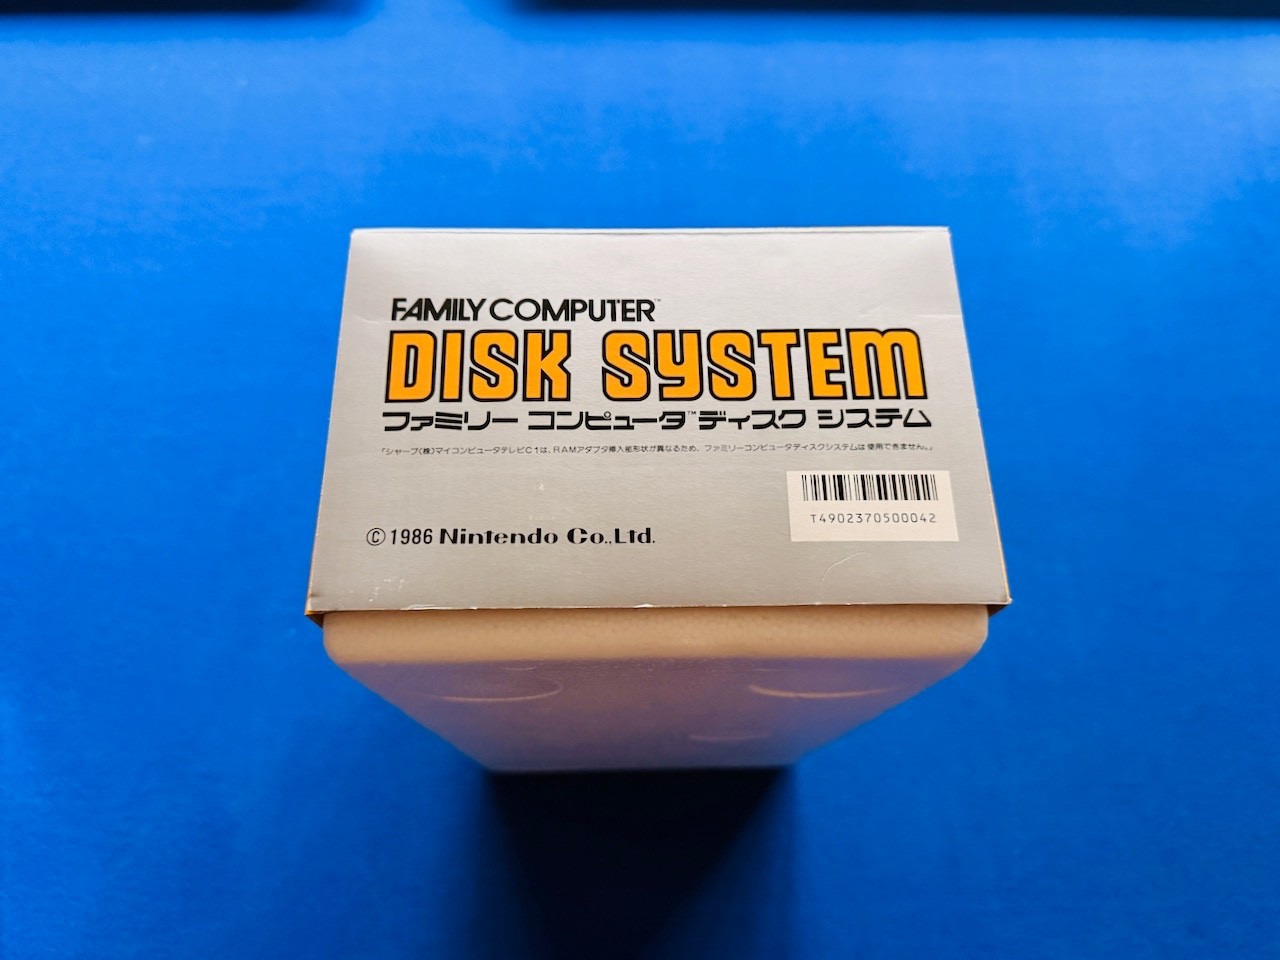 FAMILY COMPUTER™
DISK SYSTEM
ファミリー コンピュータ™ ディスク システム
「シャープ(株)マイコンピュータテレビC1は、RAMアダプタ挿入部形状が異なるため、ファミリーコンピュータディスクシステムは使用できません。」
T4902370500042
©1986 Nintendo Co.,Ltd.